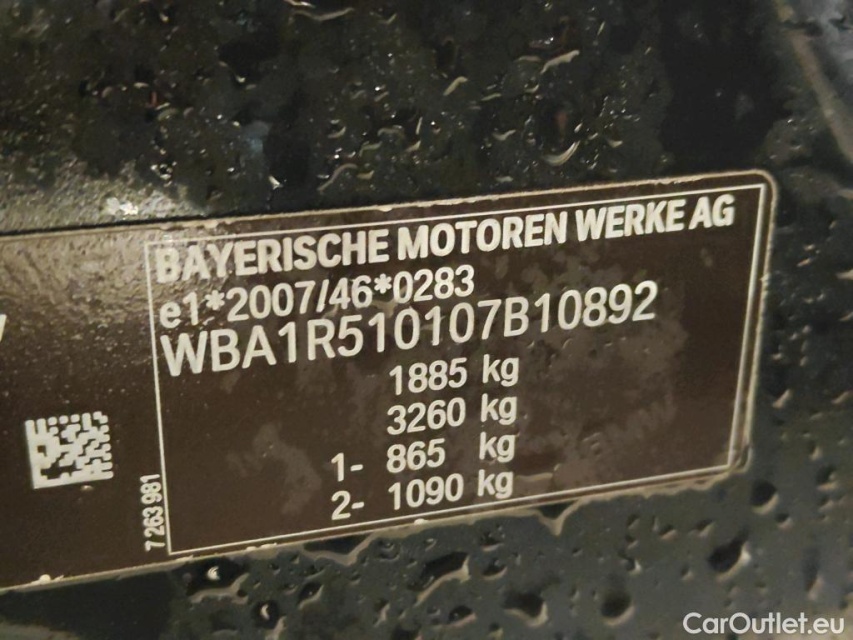 BAYERISCHE MOTOREN WERKE AG
e1*2007/46*0283
WBA1R510107B10892
1885 kg
3260 kg
1- 865 kg
2- 1090 kg
7 263 981
CarOutlet.eu